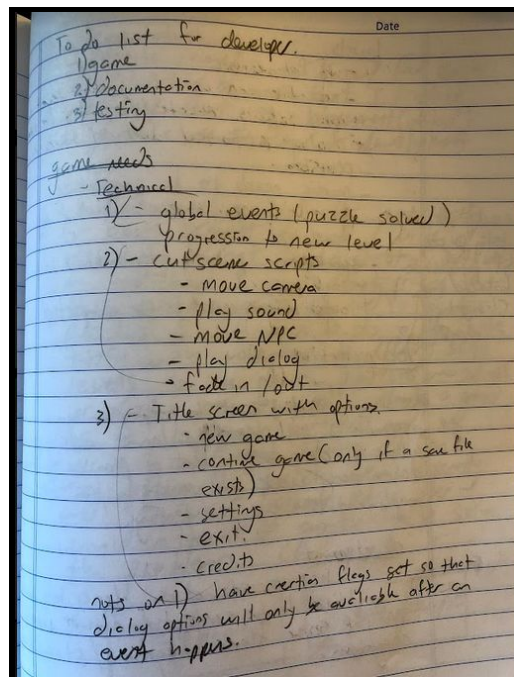 Date
To do list for developer.
1) game
2) documentation
3) testing
game needs
- Technical
1) - global events (puzzle solved)
progression to new level
2) - cutscene scripts
- move camera
- play sound
- move NPC
- play dialog
- fade in/out
3) - Title screen with options
- new game
- contine game (only if a save file
exists)
- settings
- exit
- credits
nots on 1) have creation flags set so that
dialog options will only be available after an
event happens.